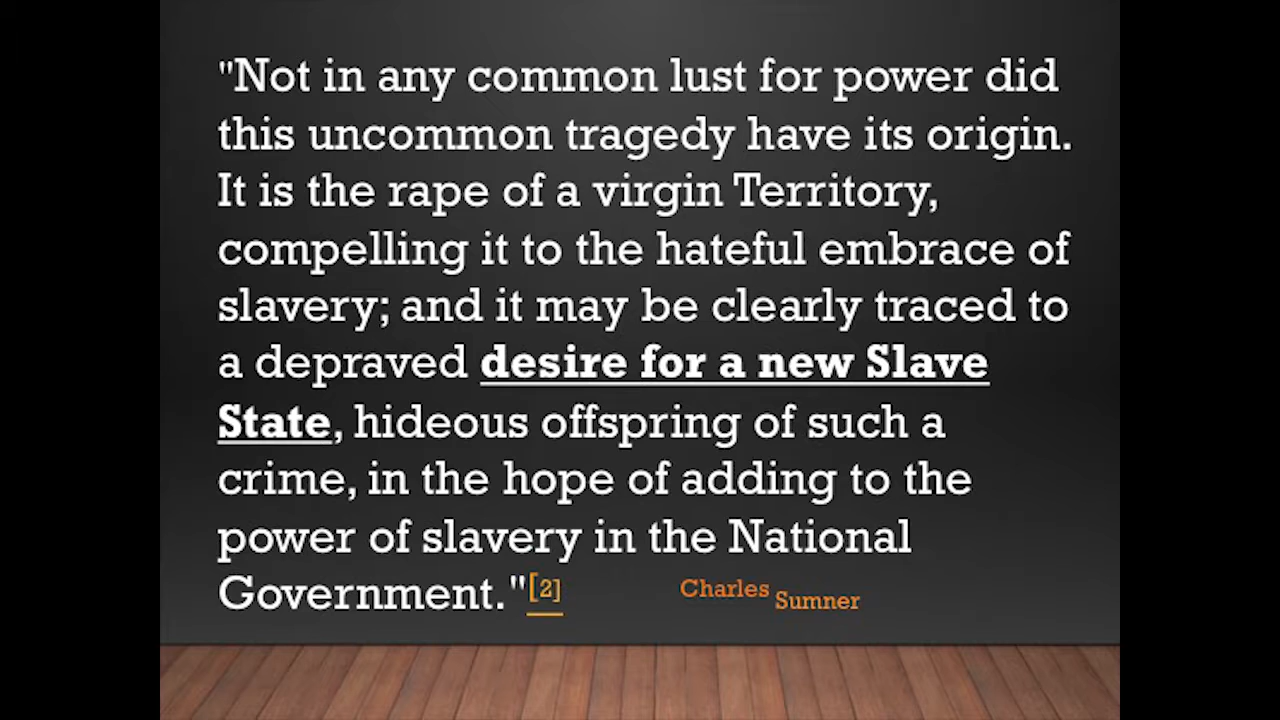 "Not in any common lust for power did
this uncommon tragedy have its origin.
It is the rape of a virgin Territory,
compelling it to the hateful embrace of
slavery; and it may be clearly traced to
a depraved desire for a new Slave
State, hideous offspring of such a
crime, in the hope of adding to the
power of slavery in the National
Government."[2] Charles Sumner